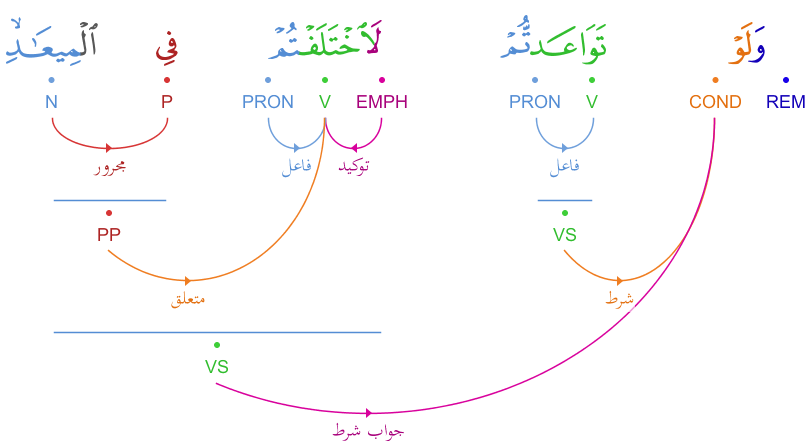 وَلَوْ تَوَاعَدتُّمْ لَٱخْتَلَفْتُمْ فِى ٱلْمِيعَـٰدِ ۙ
REM COND V PRON EMPH V PRON P N
فاعل توكيد فاعل مجرور
VS PP
شرط متعلق
VS
جواب شرط